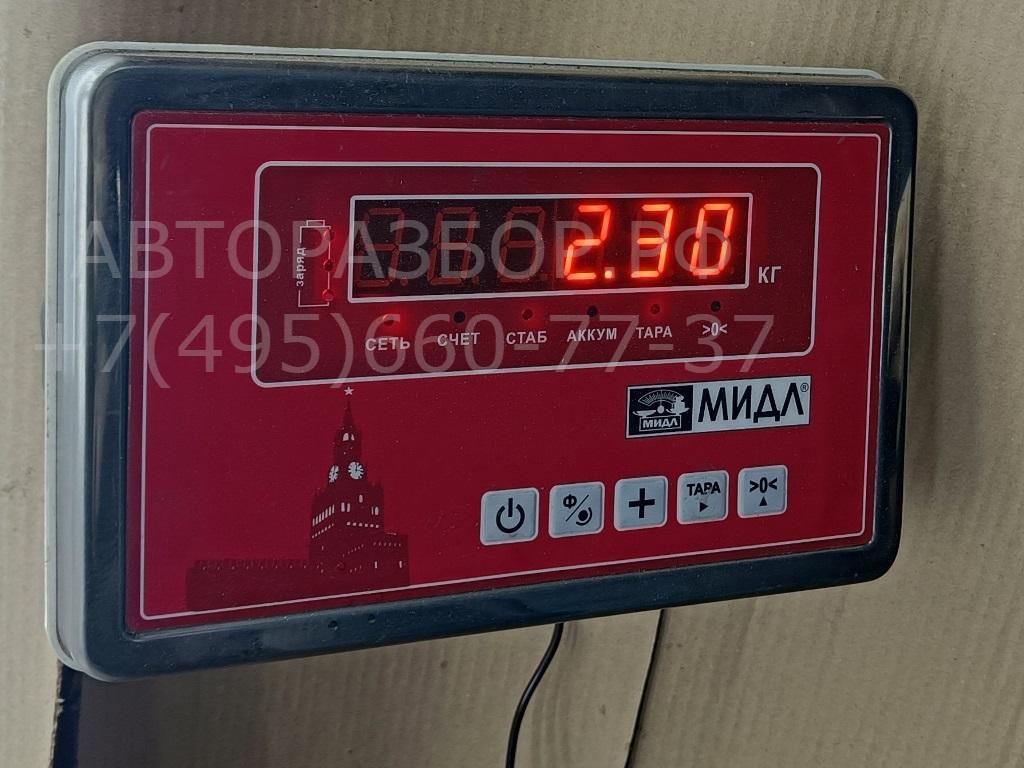 АВТОРАЗБОР.РФ
+7(495)660-77-37
заряд
2.30
КГ
СЕТЬ СЧЕТ СТАБ АККУМ ТАРА >0<
МИДЛ МИДЛ®
Ф/ + ТАРА >0<